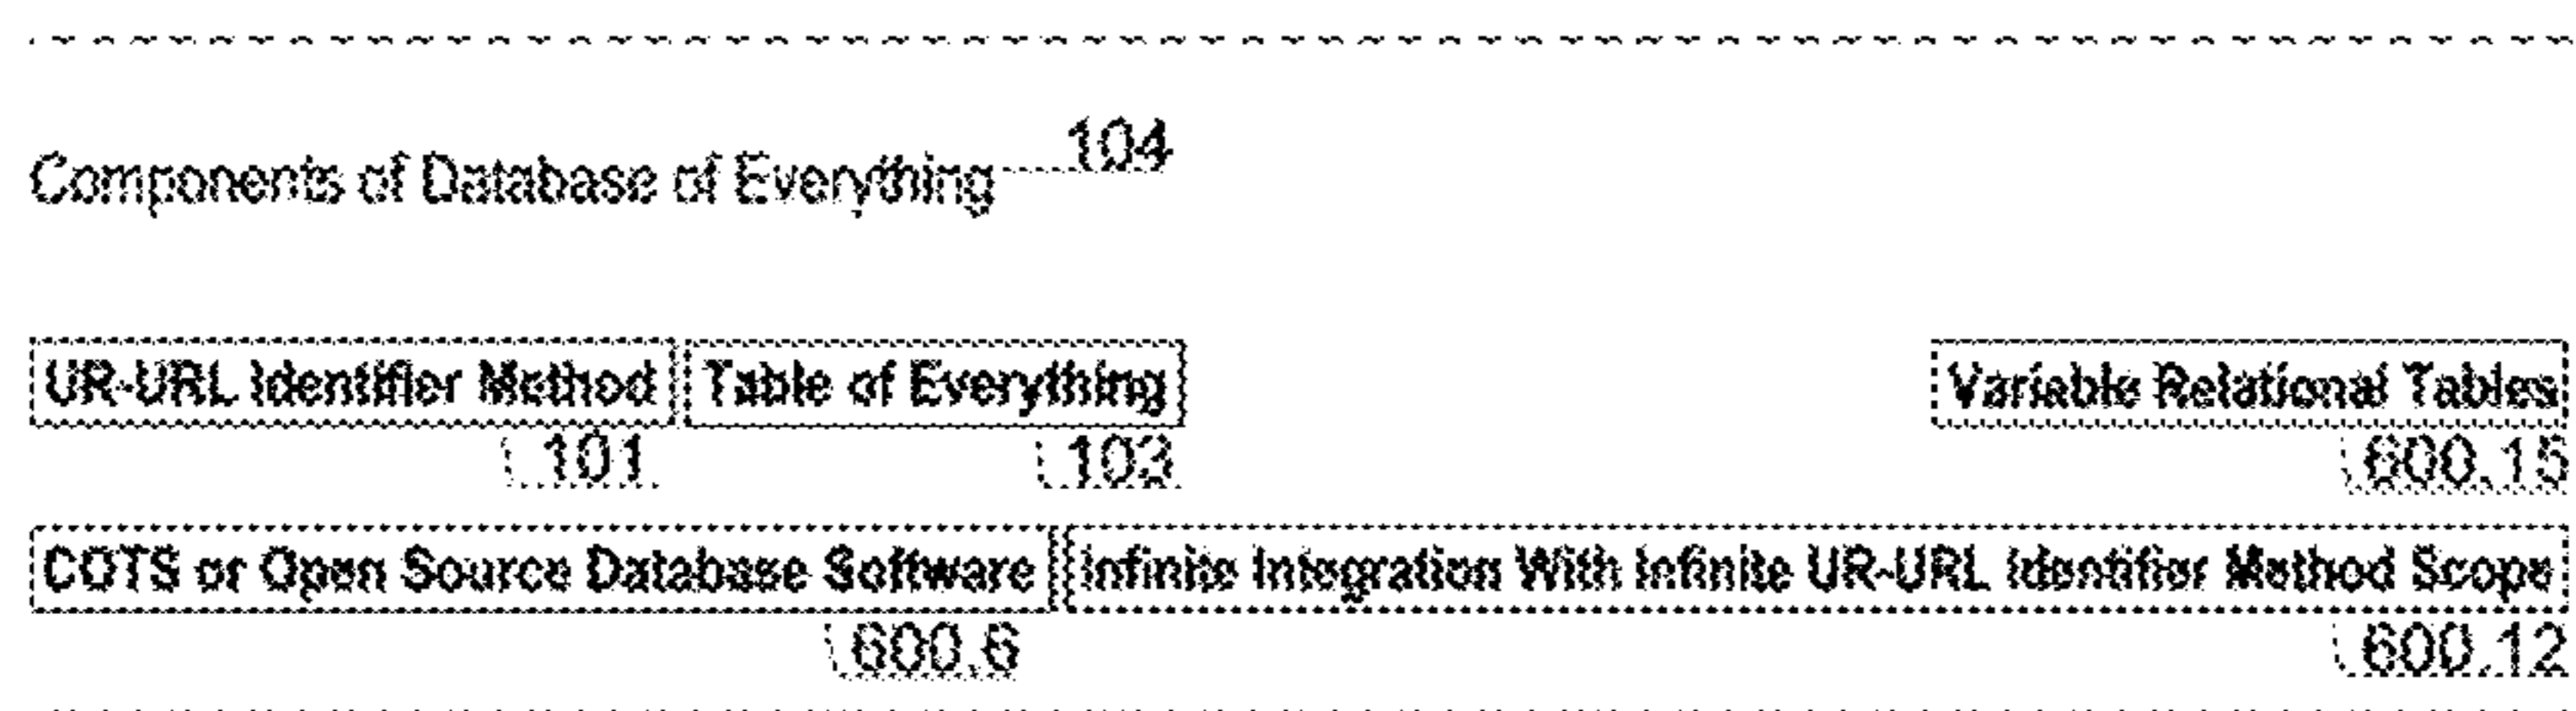 Components of Database of Everything 104
UR-URL Identifier Method Table of Everything Variable Relational Tables
101 103 600.15
COTS or Open Source Database Software Infinite Integration With Infinite UR-URL Identifier Method Scope
600.6 600.12